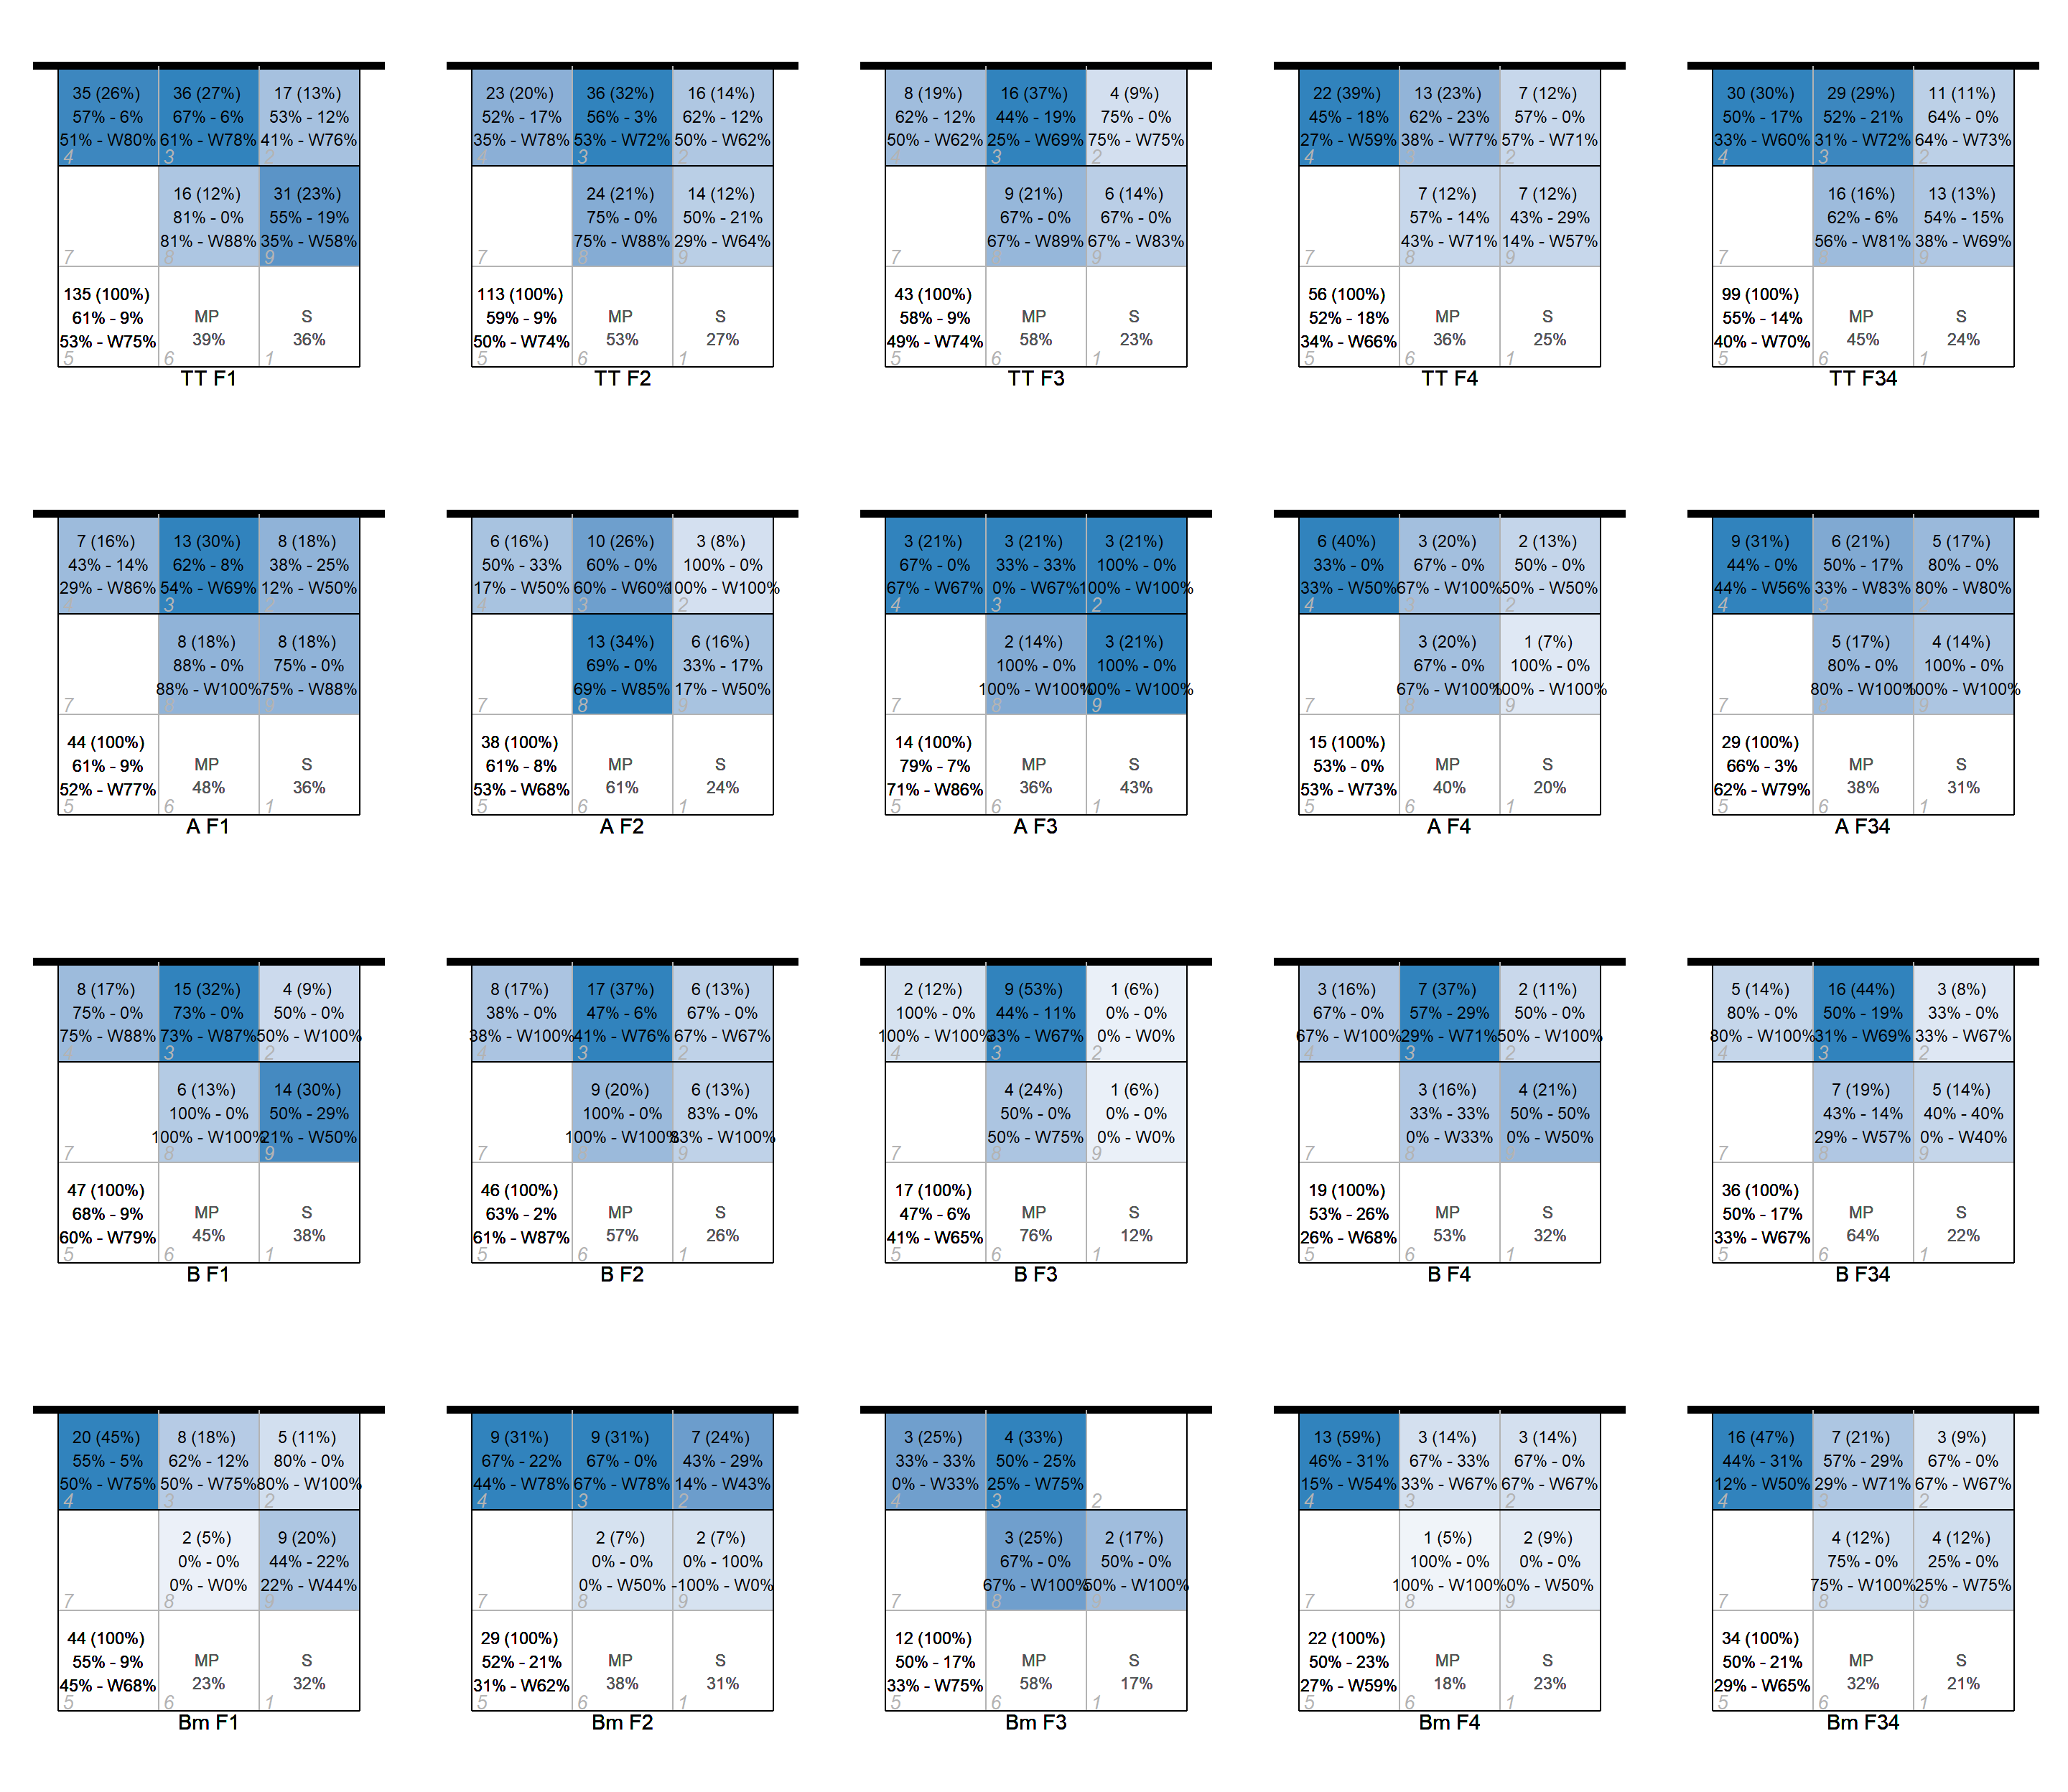 35 (26%) 36 (27%) 17 (13%)
57% - 6% 67% - 6% 53% - 12%
51% - W80% 61% - W78% 41% - W76%
4 3 2
16 (12%) 31 (23%)
81% - 0% 55% - 19%
81% - W88% 35% - W58%
7 8 9
135 (100%)
61% - 9% MP S
53% - W75% 39% 36%
5 6 1
TT F1
23 (20%) 36 (32%) 16 (14%)
52% - 17% 56% - 3% 62% - 12%
35% - W78% 53% - W72% 50% - W62%
4 3 2
24 (21%) 14 (12%)
75% - 0% 50% - 21%
75% - W88% 29% - W64%
7 8 9
113 (100%)
59% - 9% MP S
50% - W74% 53% 27%
5 6 1
TT F2
8 (19%) 16 (37%) 4 (9%)
62% - 12% 44% - 19% 75% - 0%
50% - W62% 25% - W69% 75% - W75%
4 3 2
9 (21%) 6 (14%)
67% - 0% 67% - 0%
67% - W89% 67% - W83%
7 8 9
43 (100%)
58% - 9% MP S
49% - W74% 58% 23%
5 6 1
TT F3
22 (39%) 13 (23%) 7 (12%)
45% - 18% 62% - 23% 57% - 0%
27% - W59% 38% - W77% 57% - W71%
4 3 2
7 (12%) 7 (12%)
57% - 14% 43% - 29%
43% - W71% 14% - W57%
7 8 9
56 (100%)
52% - 18% MP S
34% - W66% 36% 25%
5 6 1
TT F4
30 (30%) 29 (29%) 11 (11%)
50% - 17% 52% - 21% 64% - 0%
33% - W60% 31% - W72% 64% - W73%
4 3 2
16 (16%) 13 (13%)
62% - 6% 54% - 15%
56% - W81% 38% - W69%
7 8 9
99 (100%)
55% - 14% MP S
40% - W70% 45% 24%
5 6 1
TT F34
7 (16%) 13 (30%) 8 (18%)
43% - 14% 62% - 8% 38% - 25%
29% - W86% 54% - W69% 12% - W50%
4 3 2
8 (18%) 8 (18%)
88% - 0% 75% - 0%
88% - W100% 75% - W88%
7 8 9
44 (100%)
61% - 9% MP S
52% - W77% 48% 36%
5 6 1
A F1
6 (16%) 10 (26%) 3 (8%)
50% - 33% 60% - 0% 100% - 0%
17% - W50% 60% - W60% 100% - W100%
4 3 2
13 (34%) 6 (16%)
69% - 0% 33% - 17%
69% - W85% 17% - W50%
7 8 9
38 (100%)
61% - 8% MP S
53% - W68% 61% 24%
5 6 1
A F2
3 (21%) 3 (21%) 3 (21%)
67% - 0% 33% - 33% 100% - 0%
67% - W67% 0% - W67% 100% - W100%
4 3 2
2 (14%) 3 (21%)
100% - 0% 100% - 0%
100% - W100% 100% - W100%
7 8 9
14 (100%)
79% - 7% MP S
71% - W86% 36% 43%
5 6 1
A F3
6 (40%) 3 (20%) 2 (13%)
33% - 0% 67% - 0% 50% - 0%
33% - W50% 67% - W100% 50% - W50%
4 3 2
3 (20%) 1 (7%)
67% - 0% 100% - 0%
67% - W100% 100% - W100%
7 8 9
15 (100%)
53% - 0% MP S
53% - W73% 40% 20%
5 6 1
A F4
9 (31%) 6 (21%) 5 (17%)
44% - 0% 50% - 17% 80% - 0%
44% - W56% 33% - W83% 80% - W80%
4 3 2
5 (17%) 4 (14%)
80% - 0% 100% - 0%
80% - W100% 100% - W100%
7 8 9
29 (100%)
66% - 3% MP S
62% - W79% 38% 31%
5 6 1
A F34
8 (17%) 15 (32%) 4 (9%)
75% - 0% 73% - 0% 50% - 0%
75% - W88% 73% - W87% 50% - W100%
4 3 2
6 (13%) 14 (30%)
100% - 0% 50% - 29%
100% - W100% 21% - W50%
7 8 9
47 (100%)
68% - 9% MP S
60% - W79% 45% 38%
5 6 1
B F1
8 (17%) 17 (37%) 6 (13%)
38% - 0% 47% - 6% 67% - 0%
38% - W100% 41% - W76% 67% - W67%
4 3 2
9 (20%) 6 (13%)
100% - 0% 83% - 0%
100% - W100% 83% - W100%
7 8 9
46 (100%)
63% - 2% MP S
61% - W87% 57% 26%
5 6 1
B F2
2 (12%) 9 (53%) 1 (6%)
100% - 0% 44% - 11% 0% - 0%
100% - W100% 33% - W67% 0% - W0%
4 3 2
4 (24%) 1 (6%)
50% - 0% 0% - 0%
50% - W75% 0% - W0%
7 8 9
17 (100%)
47% - 6% MP S
41% - W65% 76% 12%
5 6 1
B F3
3 (16%) 7 (37%) 2 (11%)
67% - 0% 57% - 29% 50% - 0%
67% - W100% 29% - W71% 50% - W100%
4 3 2
3 (16%) 4 (21%)
33% - 33% 50% - 50%
0% - W33% 0% - W50%
7 8 9
19 (100%)
53% - 26% MP S
26% - W68% 53% 32%
5 6 1
B F4
5 (14%) 16 (44%) 3 (8%)
80% - 0% 50% - 19% 33% - 0%
80% - W100% 31% - W69% 33% - W67%
4 3 2
7 (19%) 5 (14%)
43% - 14% 40% - 40%
29% - W57% 0% - W40%
7 8 9
36 (100%)
50% - 17% MP S
33% - W67% 64% 22%
5 6 1
B F34
20 (45%) 8 (18%) 5 (11%)
55% - 5% 62% - 12% 80% - 0%
50% - W75% 50% - W75% 80% - W100%
4 3 2
2 (5%) 9 (20%)
0% - 0% 44% - 22%
0% - W0% 22% - W44%
7 8 9
44 (100%)
55% - 9% MP S
45% - W68% 23% 32%
5 6 1
Bm F1
9 (31%) 9 (31%) 7 (24%)
67% - 22% 67% - 0% 43% - 29%
44% - W78% 67% - W78% 14% - W43%
4 3 2
2 (7%) 2 (7%)
0% - 0% 0% - 100%
0% - W50% -100% - W0%
7 8 9
29 (100%)
52% - 21% MP S
31% - W62% 38% 31%
5 6 1
Bm F2
3 (25%) 4 (33%)
33% - 33% 50% - 25%
0% - W33% 25% - W75%
4 3 2
3 (25%) 2 (17%)
67% - 0% 50% - 0%
67% - W100% 50% - W100%
7 8 9
12 (100%)
50% - 17% MP S
33% - W75% 58% 17%
5 6 1
Bm F3
13 (59%) 3 (14%) 3 (14%)
46% - 31% 67% - 33% 67% - 0%
15% - W54% 33% - W67% 67% - W67%
4 3 2
1 (5%) 2 (9%)
100% - 0% 0% - 0%
100% - W100% 0% - W50%
7 8 9
22 (100%)
50% - 23% MP S
27% - W59% 18% 23%
5 6 1
Bm F4
16 (47%) 7 (21%) 3 (9%)
44% - 31% 57% - 29% 67% - 0%
12% - W50% 29% - W71% 67% - W67%
4 3 2
4 (12%) 4 (12%)
75% - 0% 25% - 0%
75% - W100% 25% - W75%
7 8 9
34 (100%)
50% - 21% MP S
29% - W65% 32% 21%
5 6 1
Bm F34